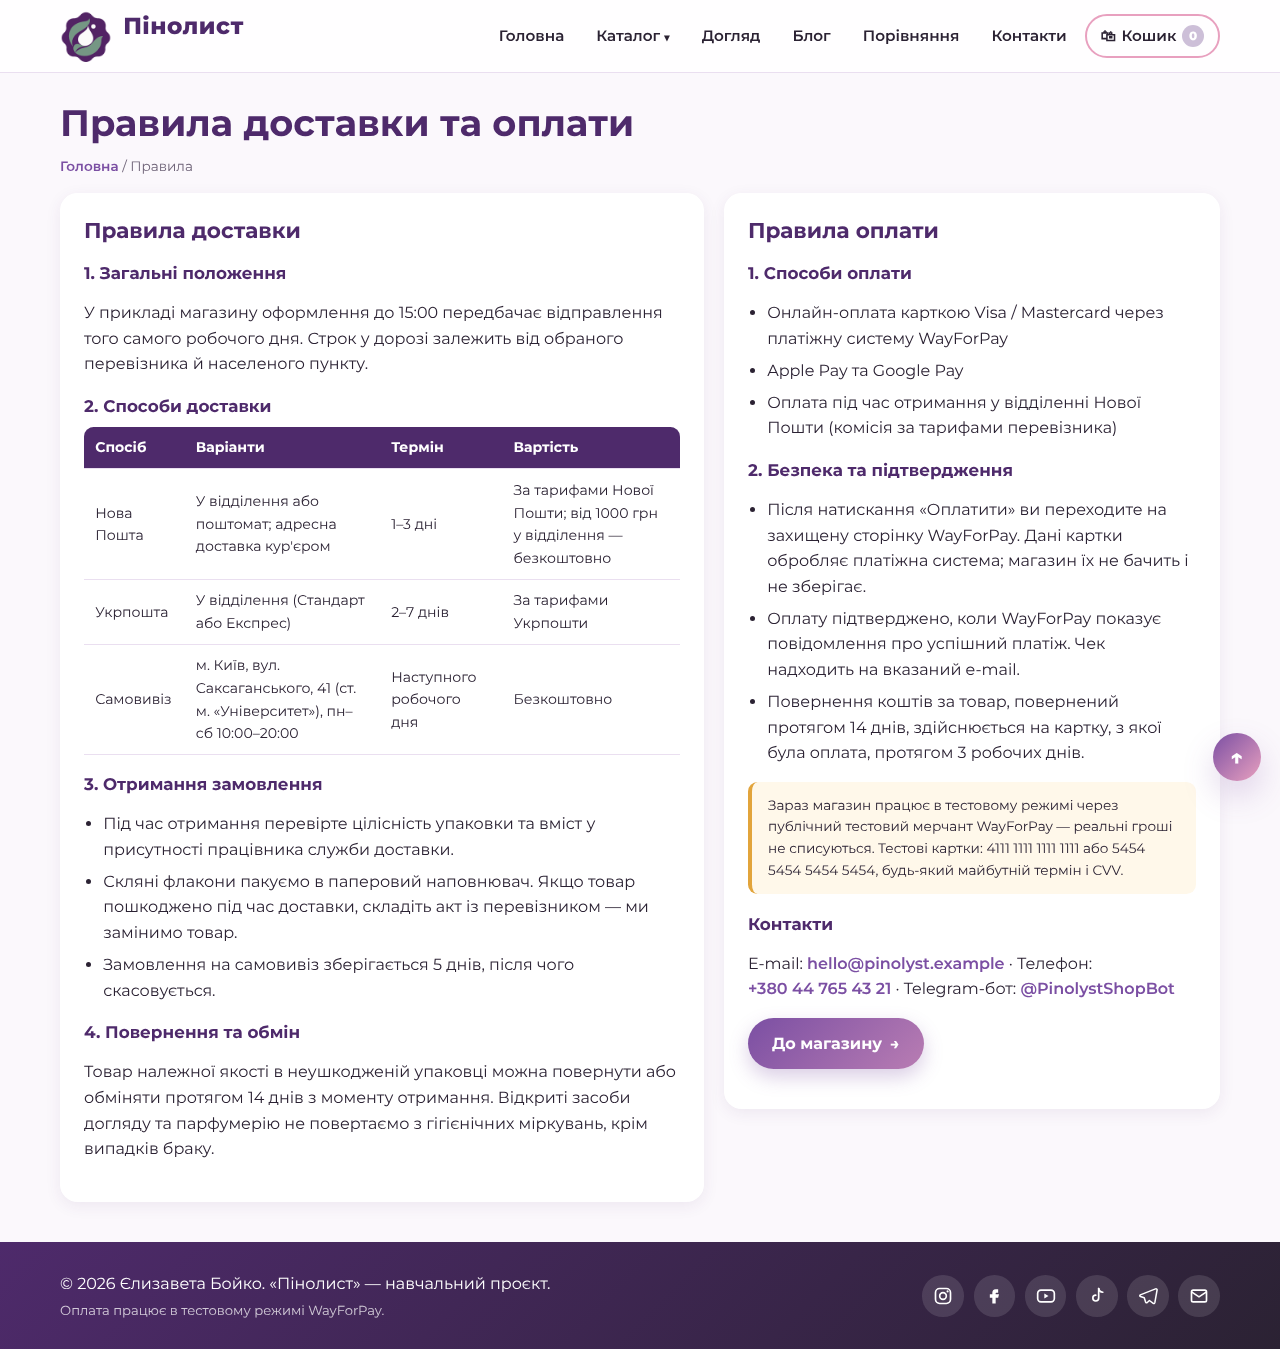 Пінолист
Головна
Каталог ▾
Догляд
Блог
Порівняння
Контакти
Кошик 0
Правила доставки та оплати
Головна / Правила
Правила доставки
1. Загальні положення
У прикладі магазину оформлення до 15:00 передбачає відправлення
того самого робочого дня. Строк у дорозі залежить від обраного
перевізника й населеного пункту.
2. Способи доставки
Спосіб Варіанти Термін Вартість
Нова
Пошта
У відділення або
поштомат; адресна
доставка кур'єром
1–3 дні
За тарифами Нової
Пошти; від 1000 грн
у відділення —
безкоштовно
Укрпошта
У відділення (Стандарт
або Експрес)
2–7 днів
За тарифами
Укрпошти
Самовивіз
м. Київ, вул.
Саксаганського, 41 (ст.
м. «Університет»), пн–
сб 10:00–20:00
Наступного
робочого
дня
Безкоштовно
3. Отримання замовлення
• Під час отримання перевірте цілісність упаковки та вміст у
присутності працівника служби доставки.
• Скляні флакони пакуємо в паперовий наповнювач. Якщо товар
пошкоджено під час доставки, складіть акт із перевізником — ми
замінимо товар.
• Замовлення на самовивіз зберігається 5 днів, після чого
скасовується.
4. Повернення та обмін
Товар належної якості в неушкодженій упаковці можна повернути або
обміняти протягом 14 днів з моменту отримання. Відкриті засоби
догляду та парфумерію не повертаємо з гігієнічних міркувань, крім
випадків браку.
Правила оплати
1. Способи оплати
• Онлайн-оплата карткою Visa / Mastercard через
платіжну систему WayForPay
• Apple Pay та Google Pay
• Оплата під час отримання у відділенні Нової
Пошти (комісія за тарифами перевізника)
2. Безпека та підтвердження
• Після натискання «Оплатити» ви переходите на
захищену сторінку WayForPay. Дані картки
обробляє платіжна система; магазин їх не бачить і
не зберігає.
• Оплату підтверджено, коли WayForPay показує
повідомлення про успішний платіж. Чек
надходить на вказаний e-mail.
• Повернення коштів за товар, повернений
протягом 14 днів, здійснюється на картку, з якої
була оплата, протягом 3 робочих днів.
Зараз магазин працює в тестовому режимі через
публічний тестовий мерчант WayForPay — реальні гроші
не списуються. Тестові картки: 4111 1111 1111 1111 або 5454
5454 5454 5454, будь-який майбутній термін і CVV.
Контакти
E-mail: hello@pinolyst.example · Телефон:
+380 44 765 43 21 · Telegram-бот: @PinolystShopBot
До магазину →
↑
© 2026 Єлизавета Бойко. «Пінолист» — навчальний проєкт.
Оплата працює в тестовому режимі WayForPay.